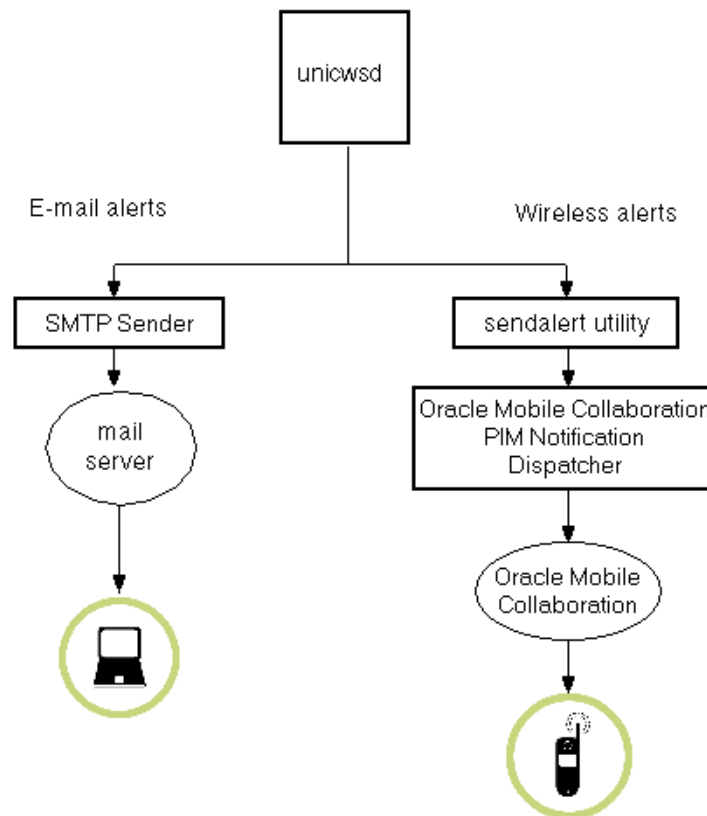 unicwsd
E-mail alerts
Wireless alerts
SMTP Sender
sendalert utility
mail
server
Oracle Mobile Collaboration
PIM Notification
Dispatcher
Oracle Mobile
Collaboration